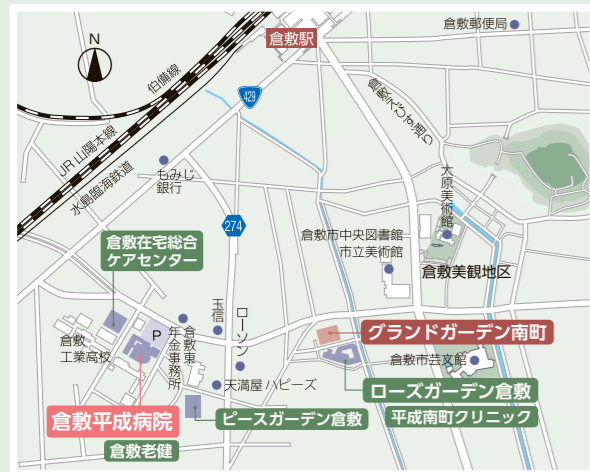 N
倉敷駅
倉敷郵便局
伯備線
429
倉敷えびす通り
JR山陽本線
水島臨海鉄道
もみじ
銀行
大原美術館
274
倉敷市中央図書館
市立美術館
倉敷美観地区
倉敷在宅総合
ケアセンター
玉信
ローソン
P
倉敷東
年金事務所
倉敷
工業高校
グランドガーデン南町
倉敷市芸文館
天満屋ハピーズ
ローズガーデン倉敷
倉敷平成病院
ピースガーデン倉敷
平成南町クリニック
倉敷老健